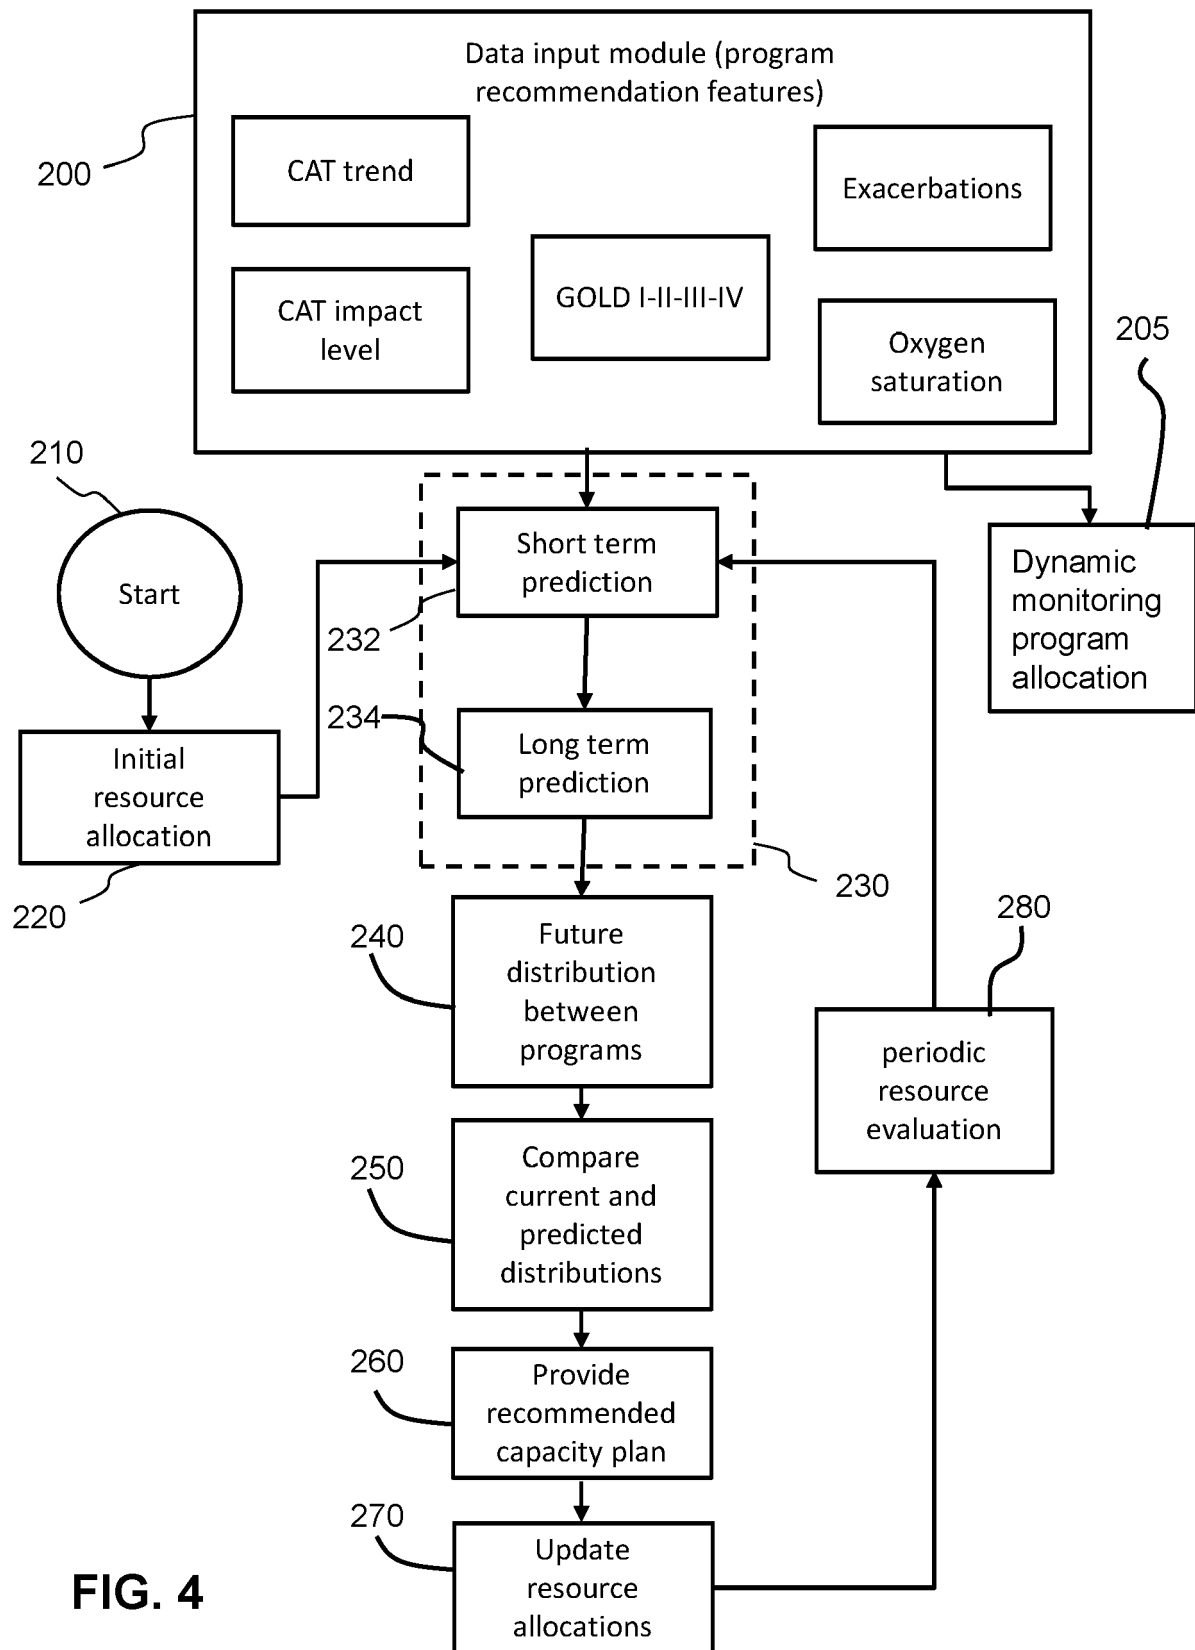 Data input module (program
recommendation features)
CAT trend
Exacerbations
200
GOLD I-II-III-IV
CAT impact
level
Oxygen
saturation
205
210
Start
Short term
prediction
232
Dynamic
monitoring
program
allocation
234
Long term
prediction
Initial
resource
allocation
220
230
240
Future
distribution
between
programs
280
periodic
resource
evaluation
250
Compare
current and
predicted
distributions
260
Provide
recommended
capacity plan
270
Update
resource
allocations
FIG. 4